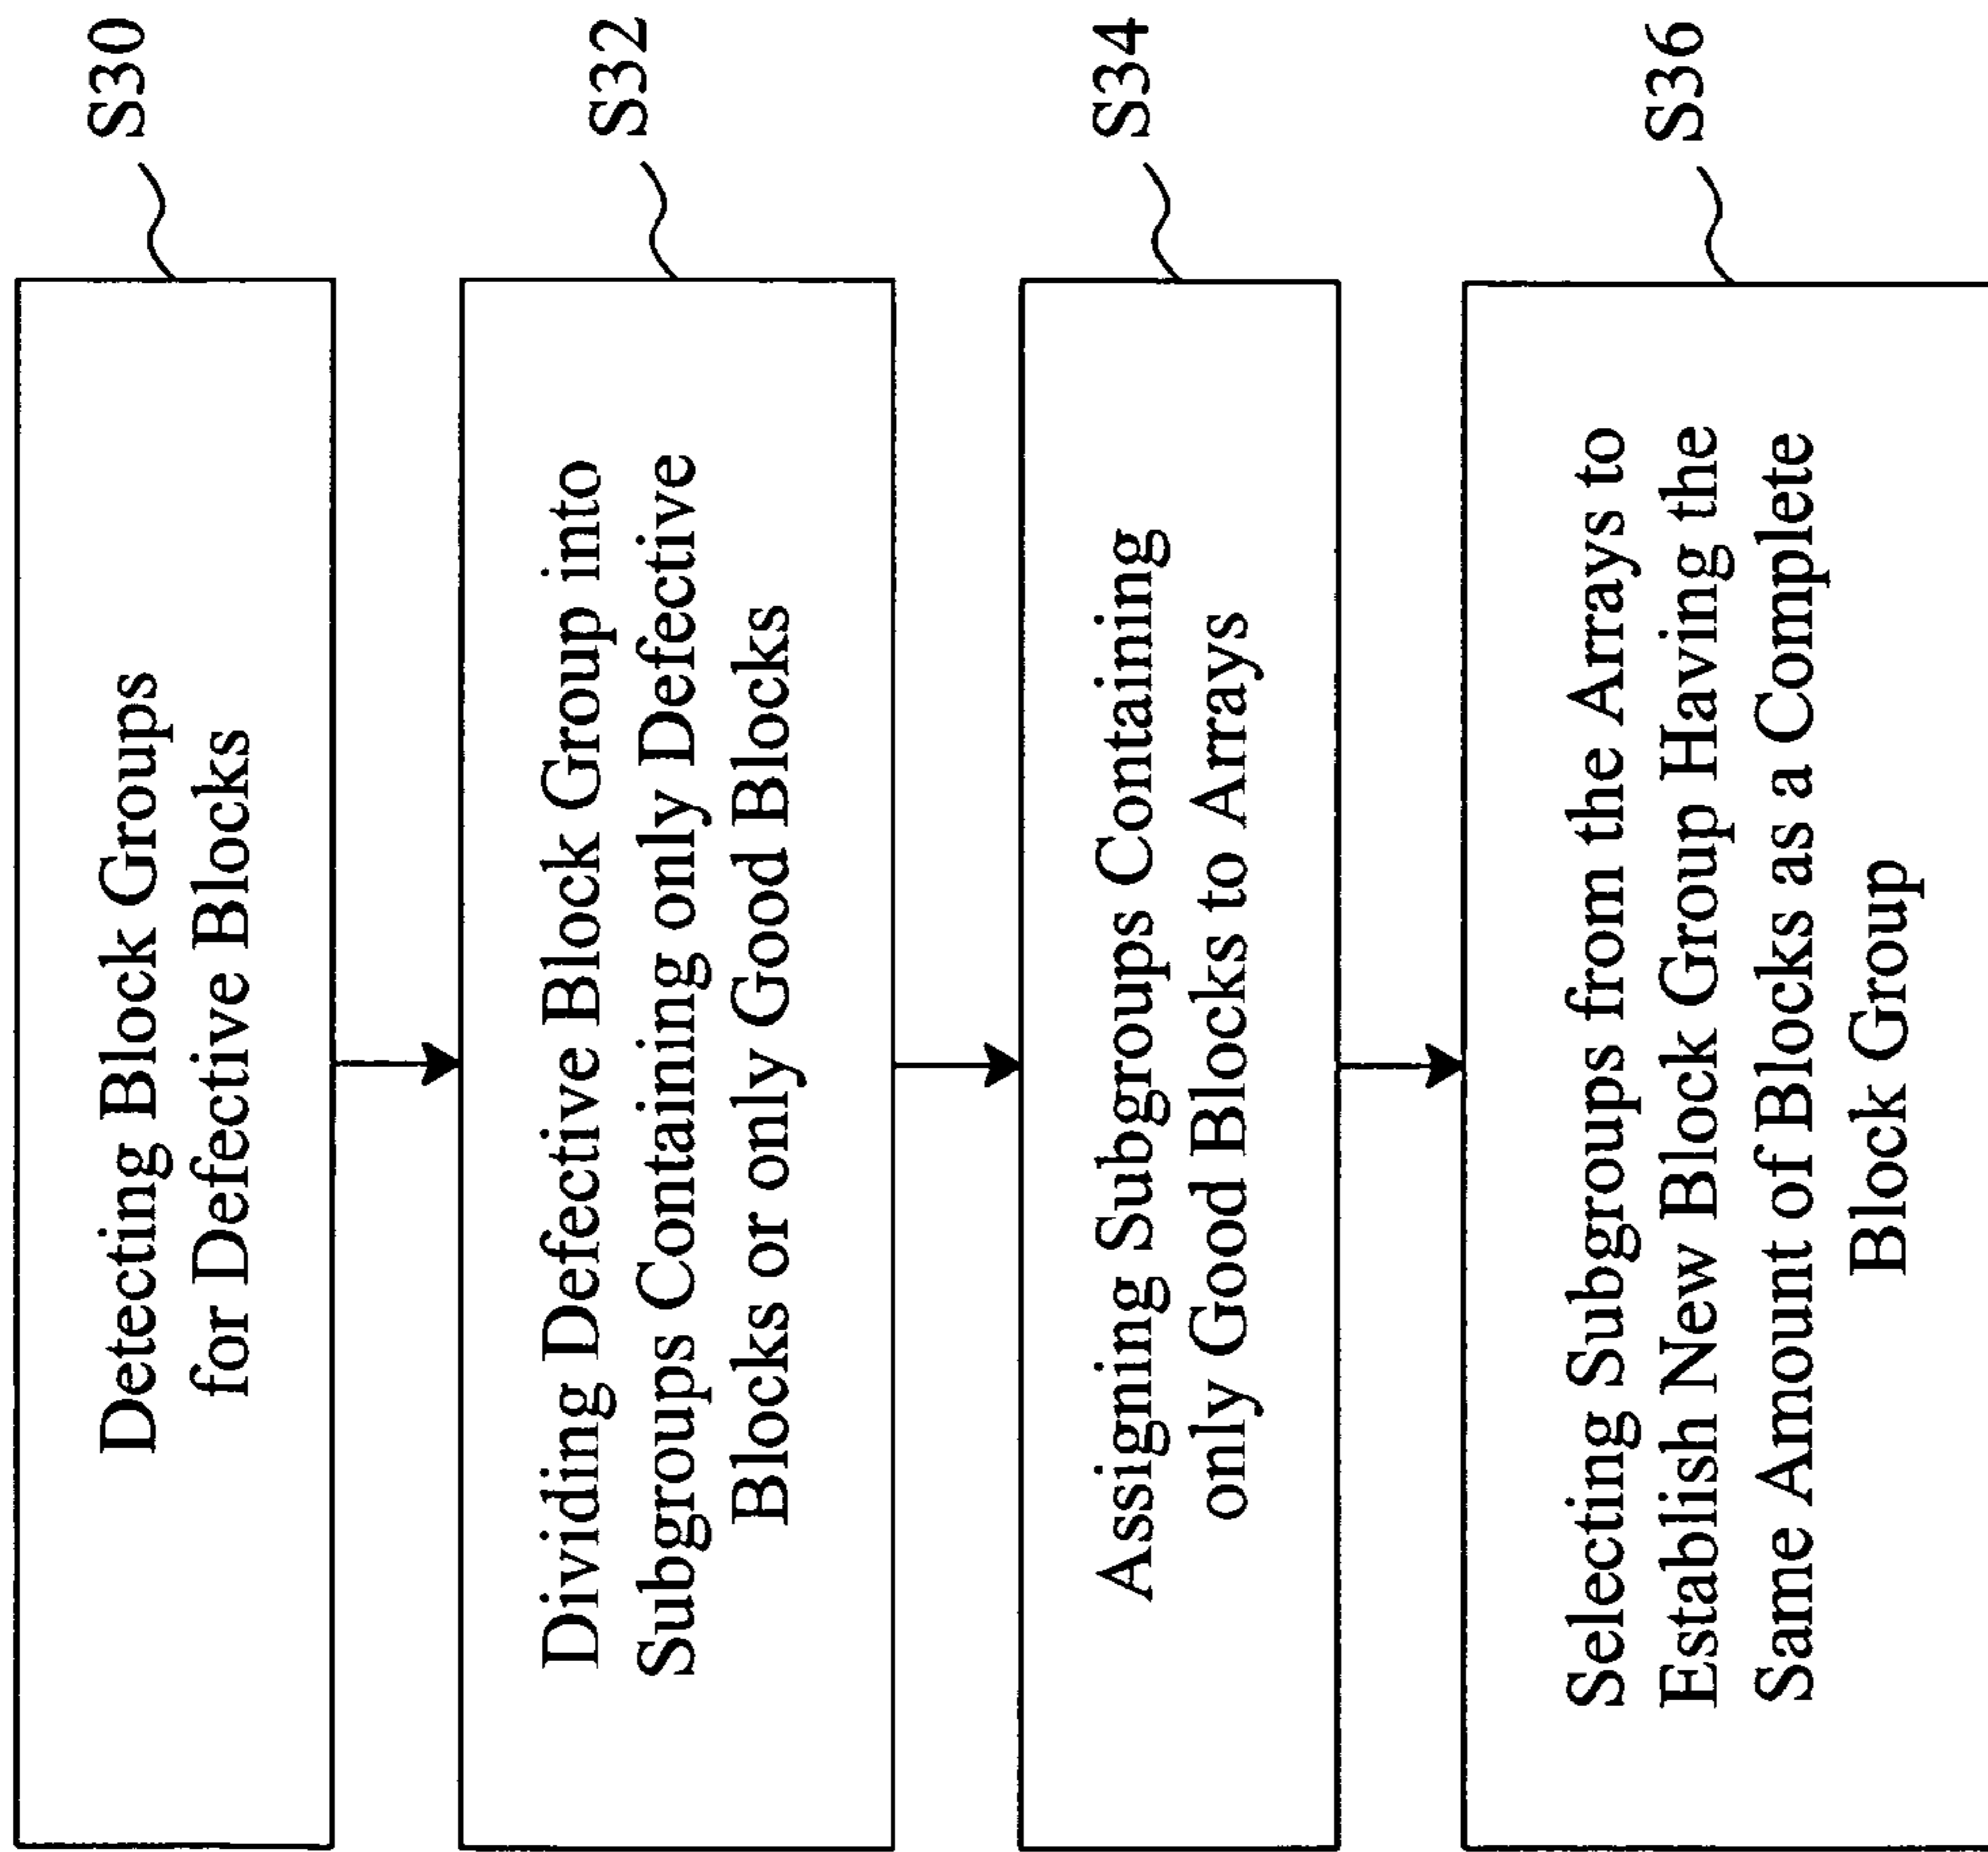 Detecting Block Groups
for Defective Blocks
S30
Dividing Defective Block Group into
Subgroups Containing only Defective
Blocks or only Good Blocks
S32
Assigning Subgroups Containing
only Good Blocks to Arrays
S34
Selecting Subgroups from the Arrays to
Establish New Block Group Having the
Same Amount of Blocks as a Complete
Block Group
S36